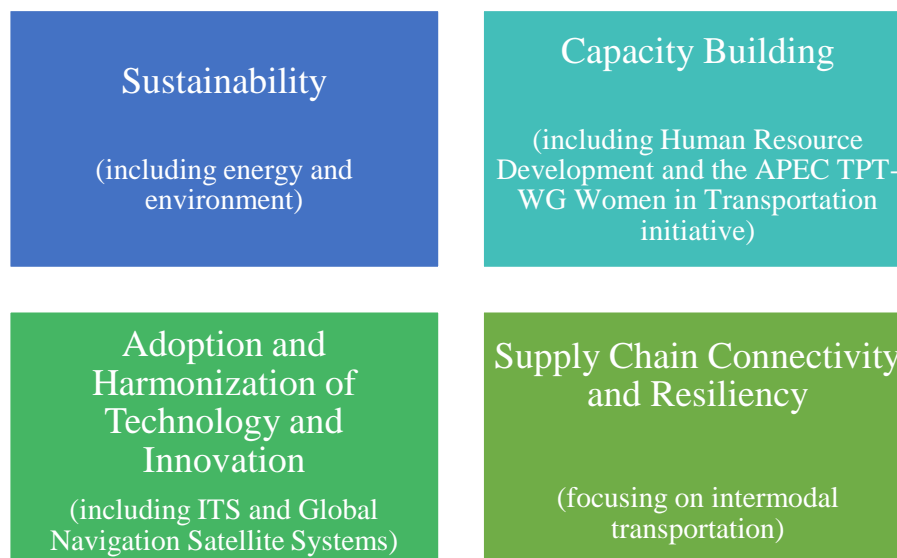 Sustainability
(including energy and
environment)
Capacity Building
(including Human Resource
Development and the APEC TPT-
WG Women in Transportation
initiative)
Adoption and
Harmonization of
Technology and
Innovation
(including ITS and Global
Navigation Satellite Systems)
Supply Chain Connectivity
and Resiliency
(focusing on intermodal
transportation)